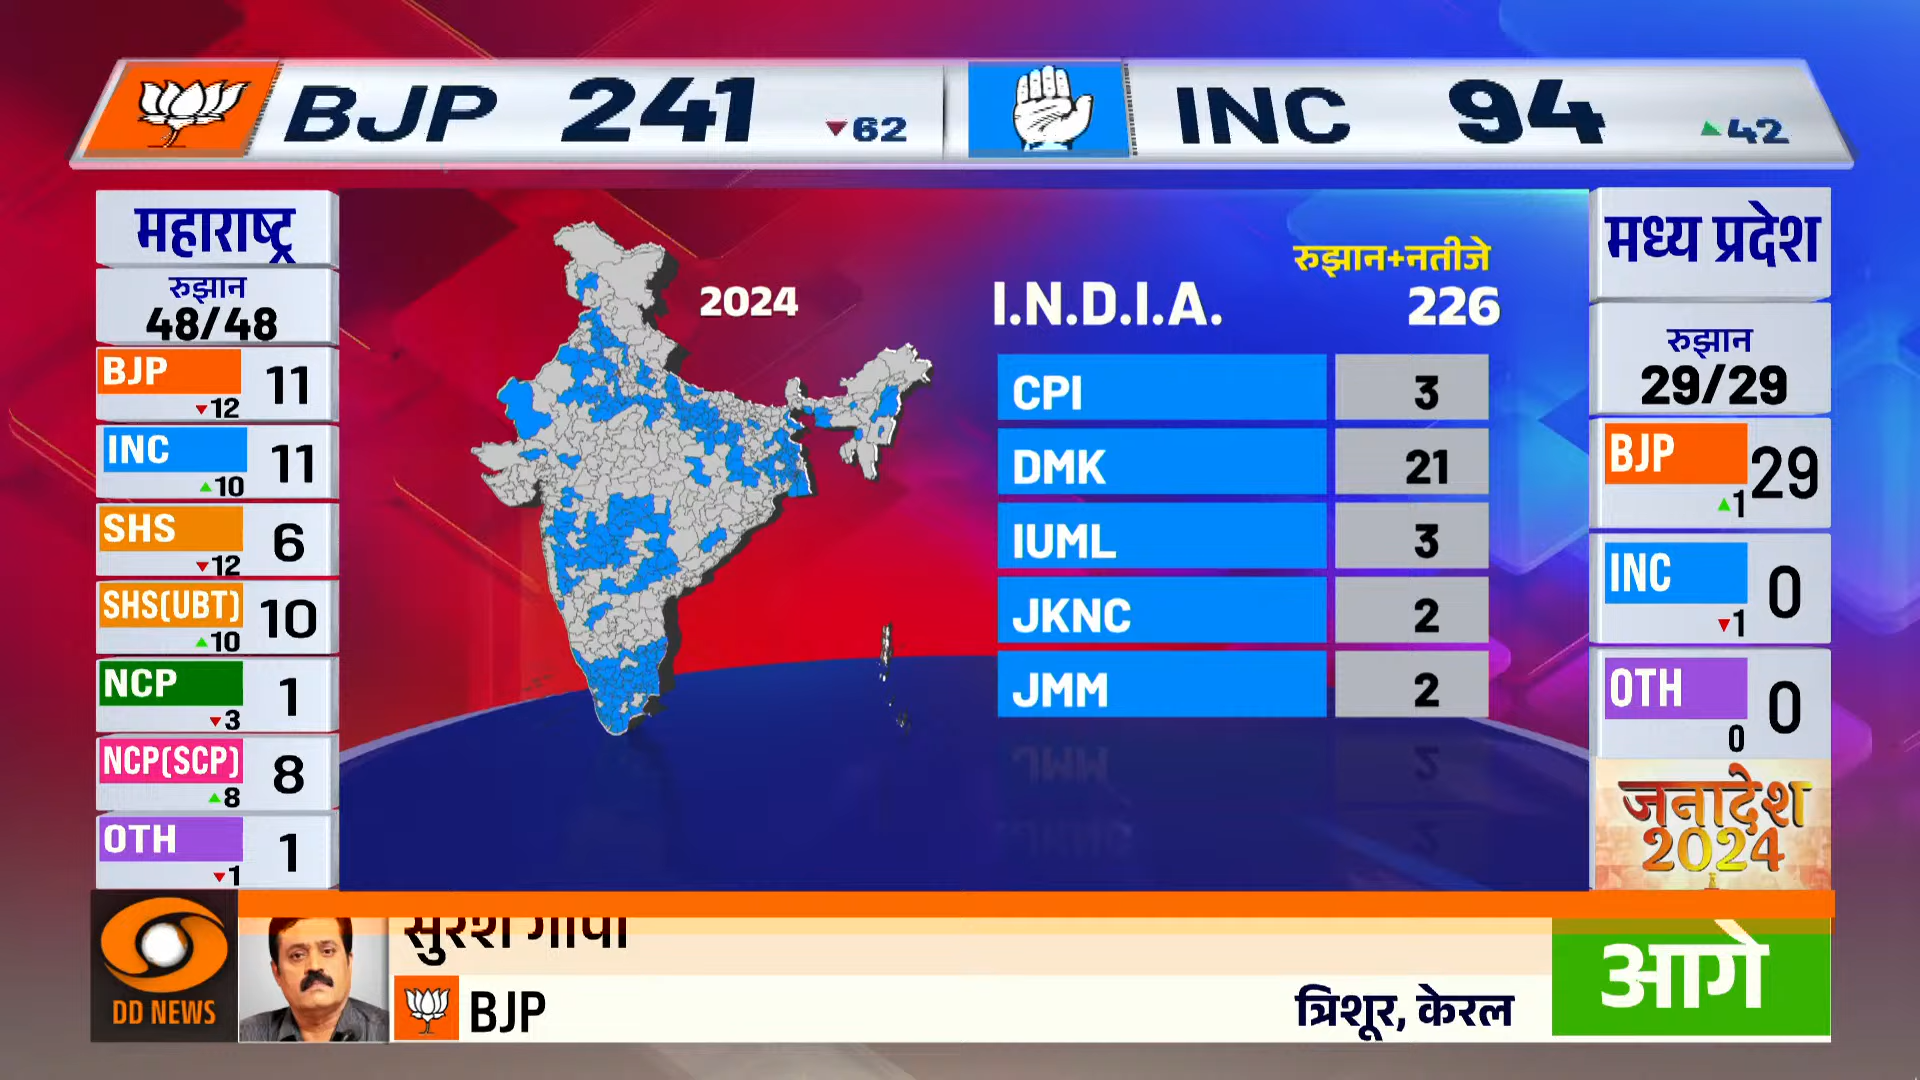 BJP 241 ▼62 INC 94 ▲42
महाराष्ट्र
रुझान
48/48
BJP 11
▼12
INC 11
▲10
SHS 6
▼12
SHS(UBT) 10
▲10
NCP 1
▼3
NCP(SCP) 8
▲8
OTH 1
▼1
2024
रुझान+नतीजे
I.N.D.I.A. 226
CPI 3
DMK 21
IUML 3
JKNC 2
JMM 2
मध्य प्रदेश
रुझान
29/29
BJP 29
▲1
INC 0
▼1
OTH 0
0
जनादेश
2024
DD NEWS
सुरेश गोपी
BJP
त्रिशूर, केरल
आगे